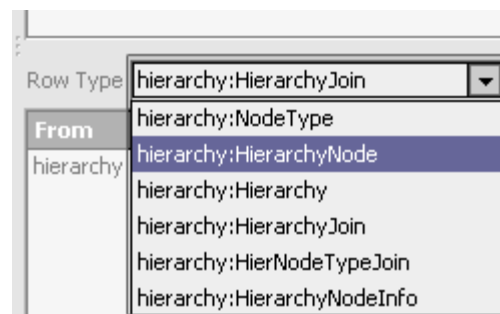 Row Type hierarchy:HierarchyJoin
From
hierarchy
hierarchy:NodeType
hierarchy:HierarchyNode
hierarchy:Hierarchy
hierarchy:HierarchyJoin
hierarchy:HierNodeTypeJoin
hierarchy:HierarchyNodeInfo